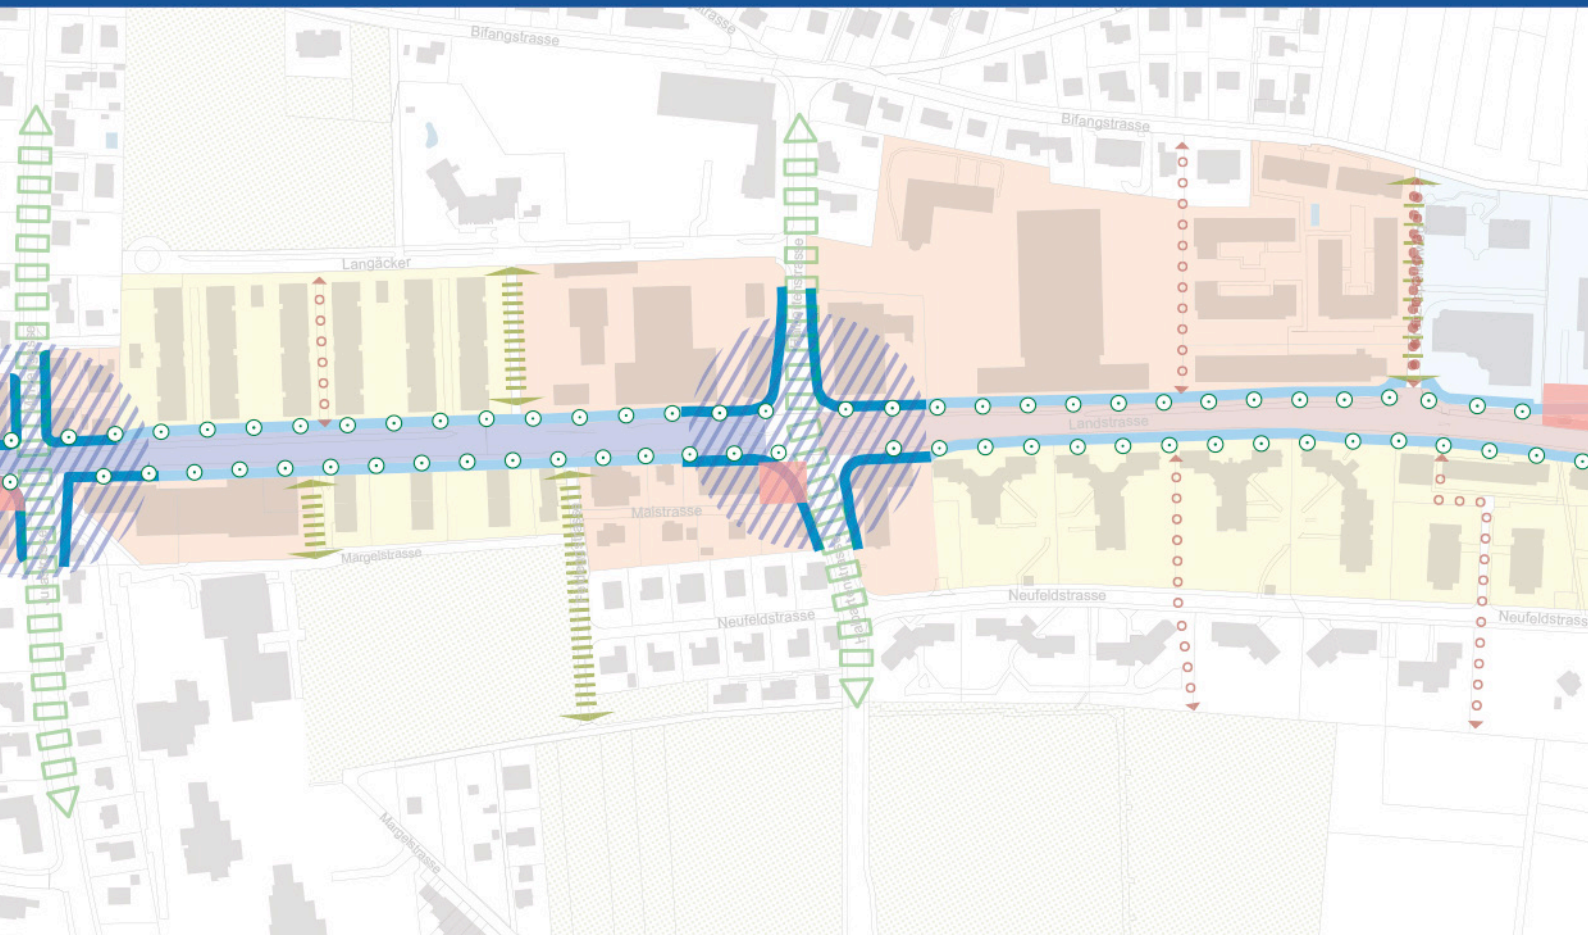 Bifangstrasse
Bifangstrasse
Langäcker
Landstrasse
Malstrasse
Margelstrasse
Neufeldstrasse
Neufeldstrasse
Neufeldstrass
Margelstrasse